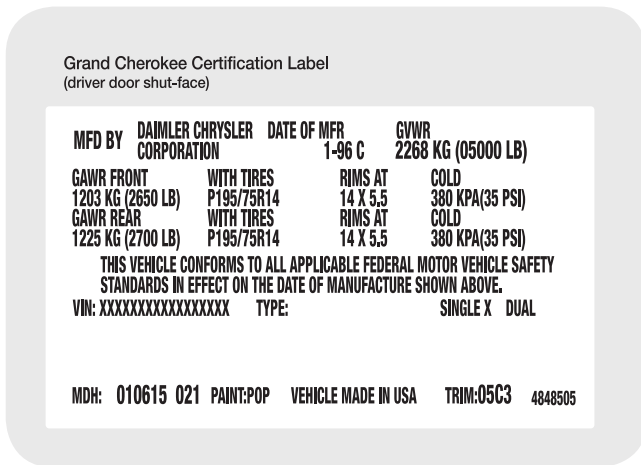 Grand Cherokee Certification Label
(driver door shut-face)
MFD BY DAIMLER CHRYSLER CORPORATION DATE OF MFR 1-96 C GVWR 2268 KG (05000 LB)
GAWR FRONT WITH TIRES RIMS AT COLD
1203 KG (2650 LB) P195/75R14 14 X 5.5 380 KPA(35 PSI)
GAWR REAR WITH TIRES RIMS AT COLD
1225 KG (2700 LB) P195/75R14 14 X 5.5 380 KPA(35 PSI)
THIS VEHICLE CONFORMS TO ALL APPLICABLE FEDERAL MOTOR VEHICLE SAFETY
STANDARDS IN EFFECT ON THE DATE OF MANUFACTURE SHOWN ABOVE.
VIN: XXXXXXXXXXXXXXXXX TYPE: SINGLE X DUAL
MDH: 010615 021 PAINT:POP VEHICLE MADE IN USA TRIM:05C3 4848505